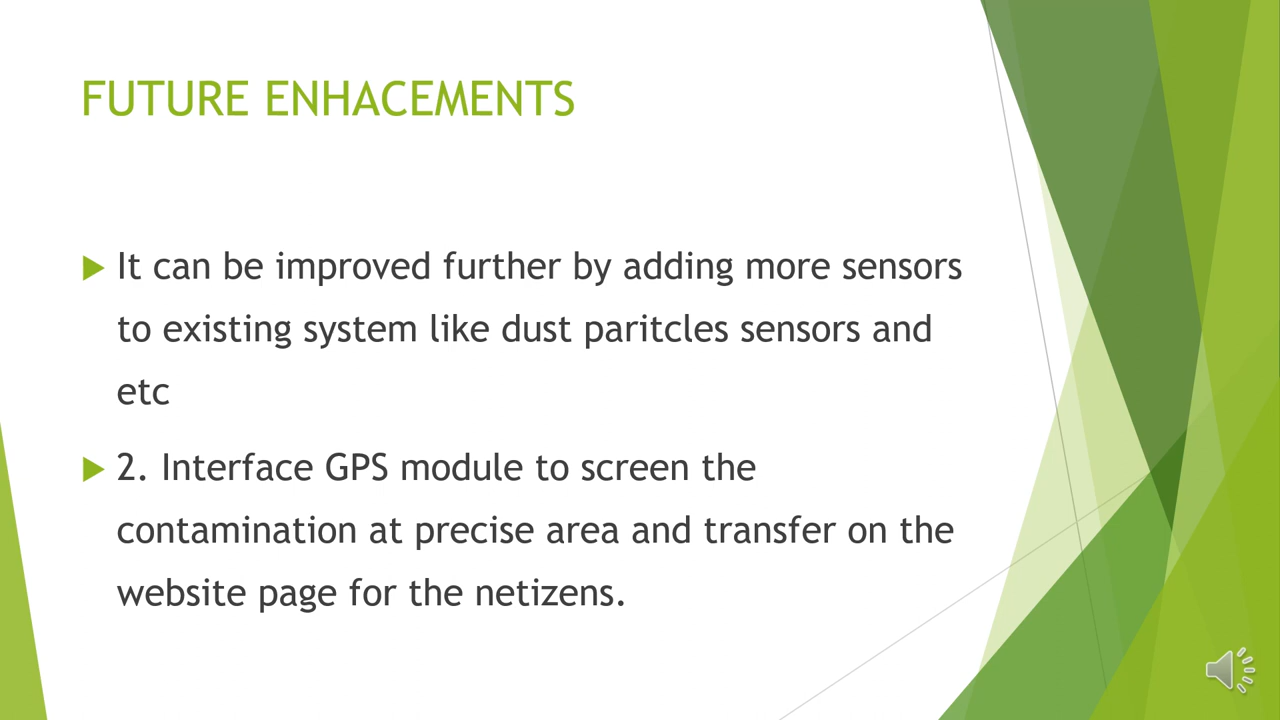 FUTURE ENHACEMENTS
It can be improved further by adding more sensors
to existing system like dust paritcles sensors and
etc
2. Interface GPS module to screen the
contamination at precise area and transfer on the
website page for the netizens.